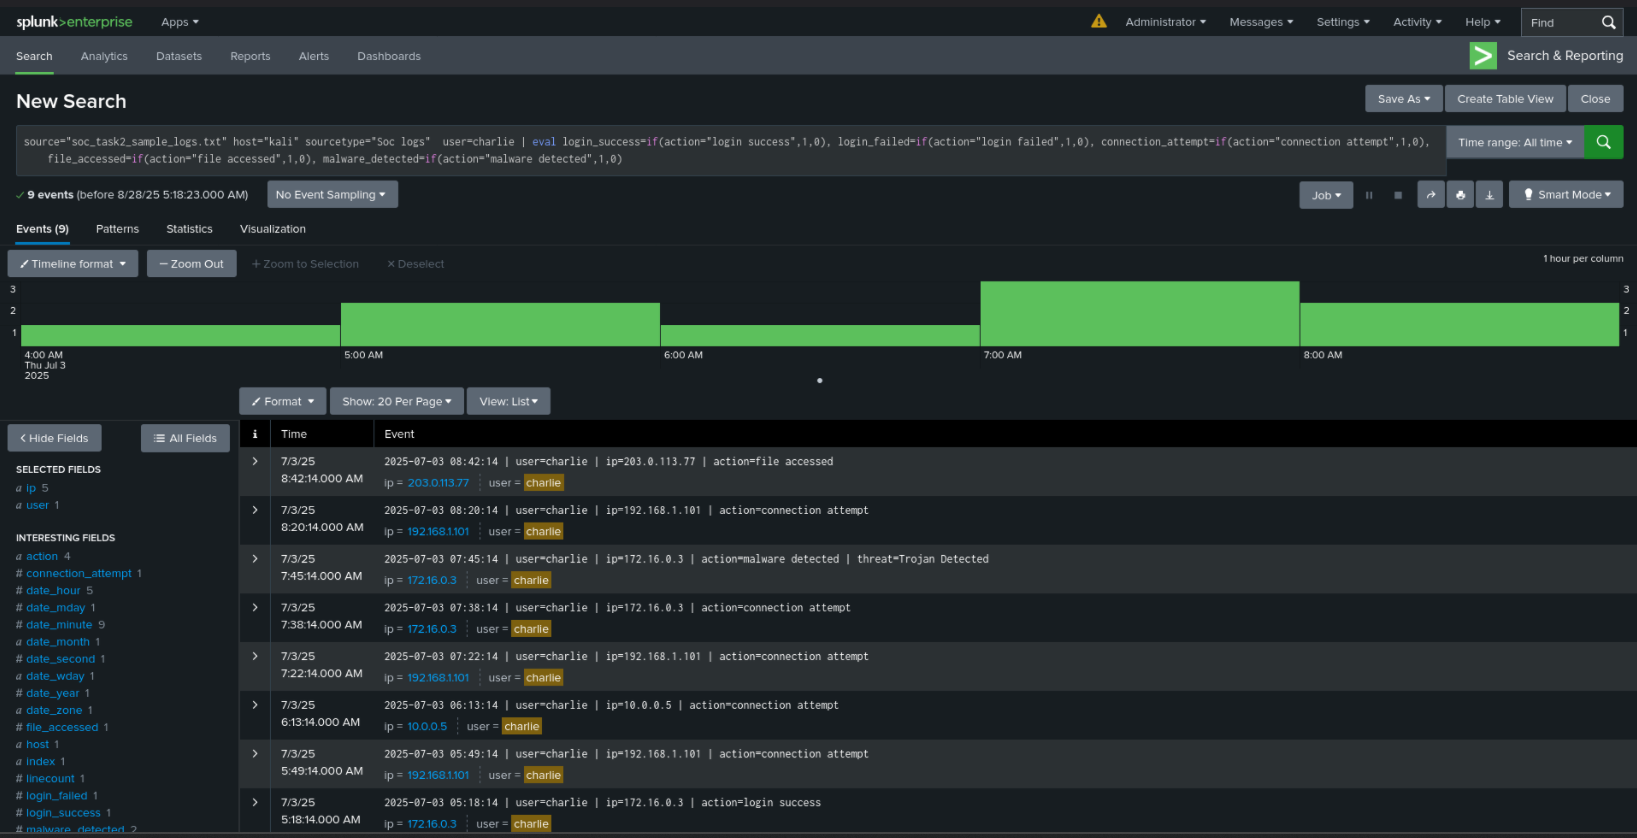 splunk>enterprise Apps Administrator Messages Settings Activity Help Find
Search Analytics Datasets Reports Alerts Dashboards Search & Reporting
New Search Save As Create Table View Close
source="soc_task2_sample_logs.txt" host="kali" sourcetype="Soc logs" user=charlie | eval login_success=if(action="login success",1,0), login_failed=if(action="login failed",1,0), connection_attempt=if(action="connection attempt",1,0),
file_accessed=if(action="file accessed",1,0), malware_detected=if(action="malware detected",1,0)
Time range: All time
9 events (before 8/28/25 5:18:23.000 AM) No Event Sampling Job Smart Mode
Events (9) Patterns Statistics Visualization
Timeline format — Zoom Out + Zoom to Selection × Deselect 1 hour per column
3 3
2 2
1 1
4:00 AM 5:00 AM 6:00 AM 7:00 AM 8:00 AM
Thu Jul 3
2025
Format Show: 20 Per Page View: List
< Hide Fields All Fields
SELECTED FIELDS
a ip 5
a user 1
INTERESTING FIELDS
a action 4
# connection_attempt 1
# date_hour 5
# date_mday 1
# date_minute 9
a date_month 1
# date_second 1
a date_wday 1
# date_year 1
a date_zone 1
# file_accessed 1
a host 1
a index 1
# linecount 1
# login_failed 1
# login_success 1
# malware_detected 2
i Time Event
7/3/25 2025-07-03 08:42:14 | user=charlie | ip=203.0.113.77 | action=file accessed
8:42:14.000 AM ip = 203.0.113.77 user = charlie
7/3/25 2025-07-03 08:20:14 | user=charlie | ip=192.168.1.101 | action=connection attempt
8:20:14.000 AM ip = 192.168.1.101 user = charlie
7/3/25 2025-07-03 07:45:14 | user=charlie | ip=172.16.0.3 | action=malware detected | threat=Trojan Detected
7:45:14.000 AM ip = 172.16.0.3 user = charlie
7/3/25 2025-07-03 07:38:14 | user=charlie | ip=172.16.0.3 | action=connection attempt
7:38:14.000 AM ip = 172.16.0.3 user = charlie
7/3/25 2025-07-03 07:22:14 | user=charlie | ip=192.168.1.101 | action=connection attempt
7:22:14.000 AM ip = 192.168.1.101 user = charlie
7/3/25 2025-07-03 06:13:14 | user=charlie | ip=10.0.0.5 | action=connection attempt
6:13:14.000 AM ip = 10.0.0.5 user = charlie
7/3/25 2025-07-03 05:49:14 | user=charlie | ip=192.168.1.101 | action=connection attempt
5:49:14.000 AM ip = 192.168.1.101 user = charlie
7/3/25 2025-07-03 05:18:14 | user=charlie | ip=172.16.0.3 | action=login success
5:18:14.000 AM ip = 172.16.0.3 user = charlie